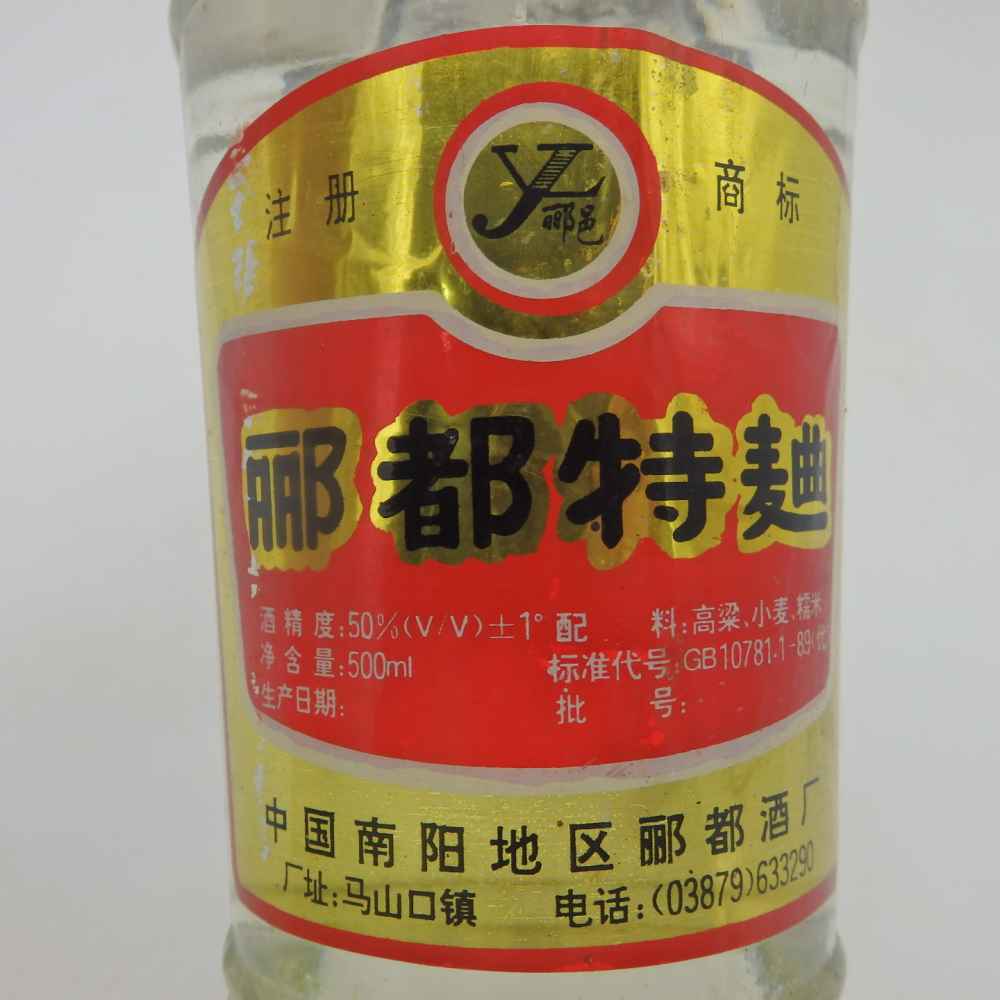 注册 商标
YL
郦邑
郦都特麯
酒精度:50%(V/V)±1° 配 料:高粱、小麦、糯米
净含量:500ml 标准代号:GB10781·1-89(优
生产日期: 批 号:
中国南阳地区郦都酒厂
厂址:马山口镇 电话:(03879)633290